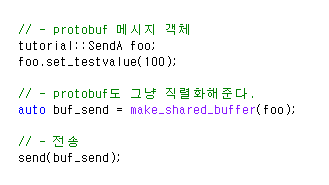 // - protobuf 메시지 객체
tutorial::SendA foo;
foo.set_testvalue(100);
// - protobuf도 그냥 직렬화해준다.
auto buf_send = make_shared_buffer(foo);
// - 전송
send(buf_send);